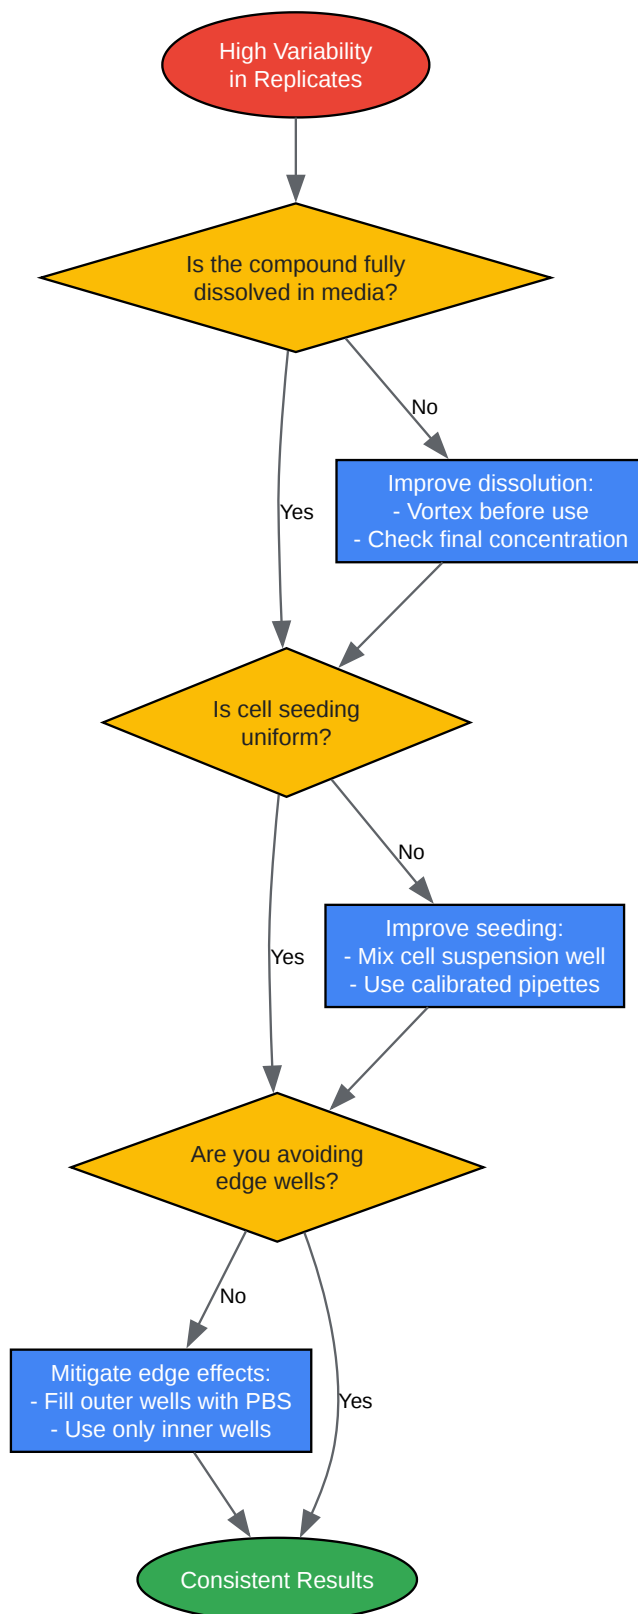 High Variability
in Replicates
Is the compound fully
dissolved in media?
No
Improve dissolution:
- Vortex before use
- Check final concentration
Yes
Is cell seeding
uniform?
No
Improve seeding:
- Mix cell suspension well
- Use calibrated pipettes
Yes
Are you avoiding
edge wells?
No
Mitigate edge effects:
- Fill outer wells with PBS
- Use only inner wells
Yes
Consistent Results